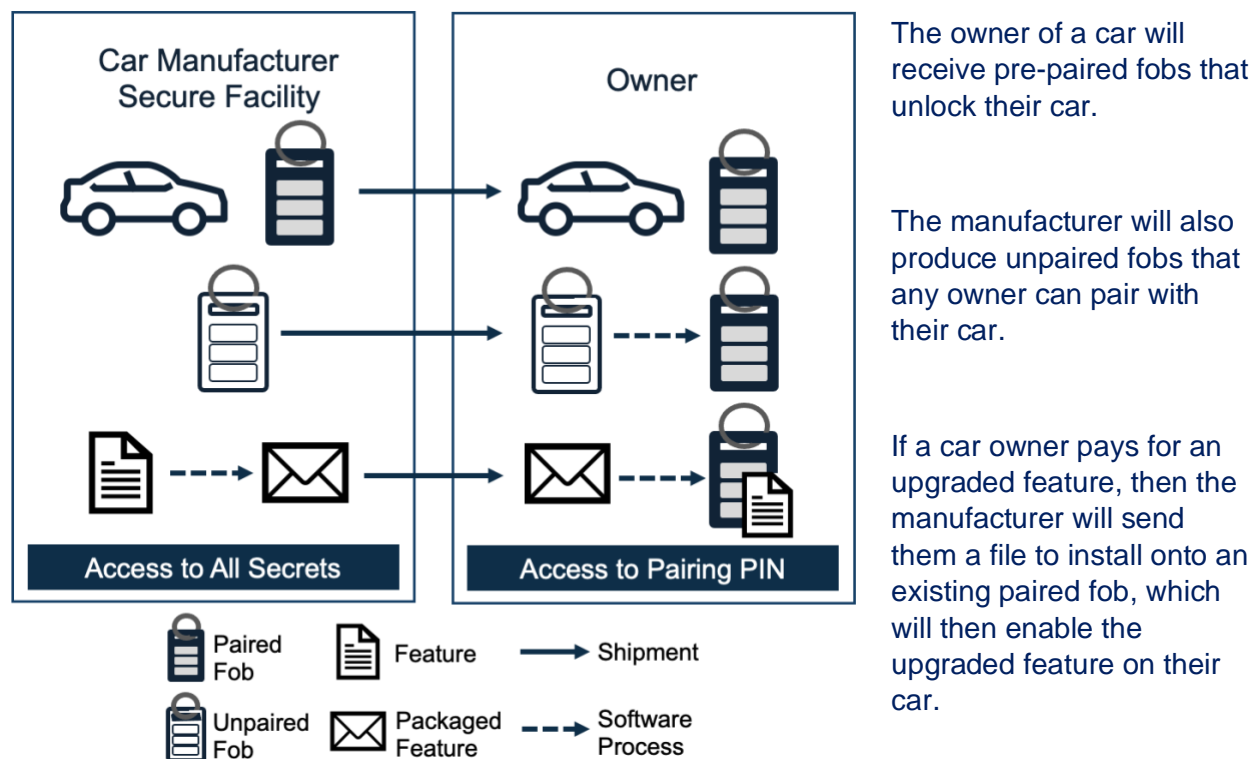 Car Manufacturer
Secure Facility
Owner
Access to All Secrets
Access to Pairing PIN
Paired
Fob
Feature
Shipment
Unpaired
Fob
Packaged
Feature
Software
Process
The owner of a car will
receive pre-paired fobs that
unlock their car.
The manufacturer will also
produce unpaired fobs that
any owner can pair with
their car.
If a car owner pays for an
upgraded feature, then the
manufacturer will send
them a file to install onto an
existing paired fob, which
will then enable the
upgraded feature on their
car.